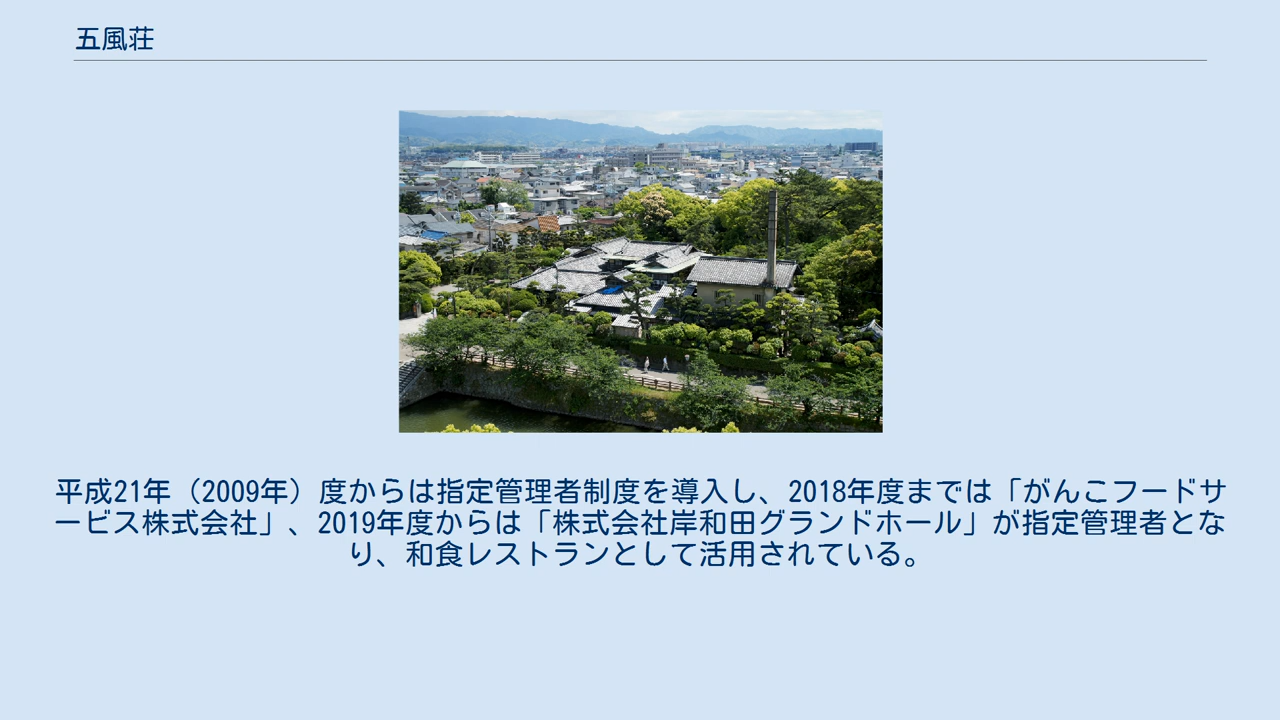 五風荘
平成21年（2009年）度からは指定管理者制度を導入し、2018年度までは「がんこフードサ
ービス株式会社」、2019年度からは「株式会社岸和田グランドホール」が指定管理者とな
り、和食レストランとして活用されている。